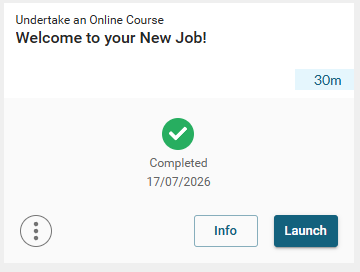 Undertake an Online Course
Welcome to your New Job!
30m
Completed
17/07/2026
Info
Launch